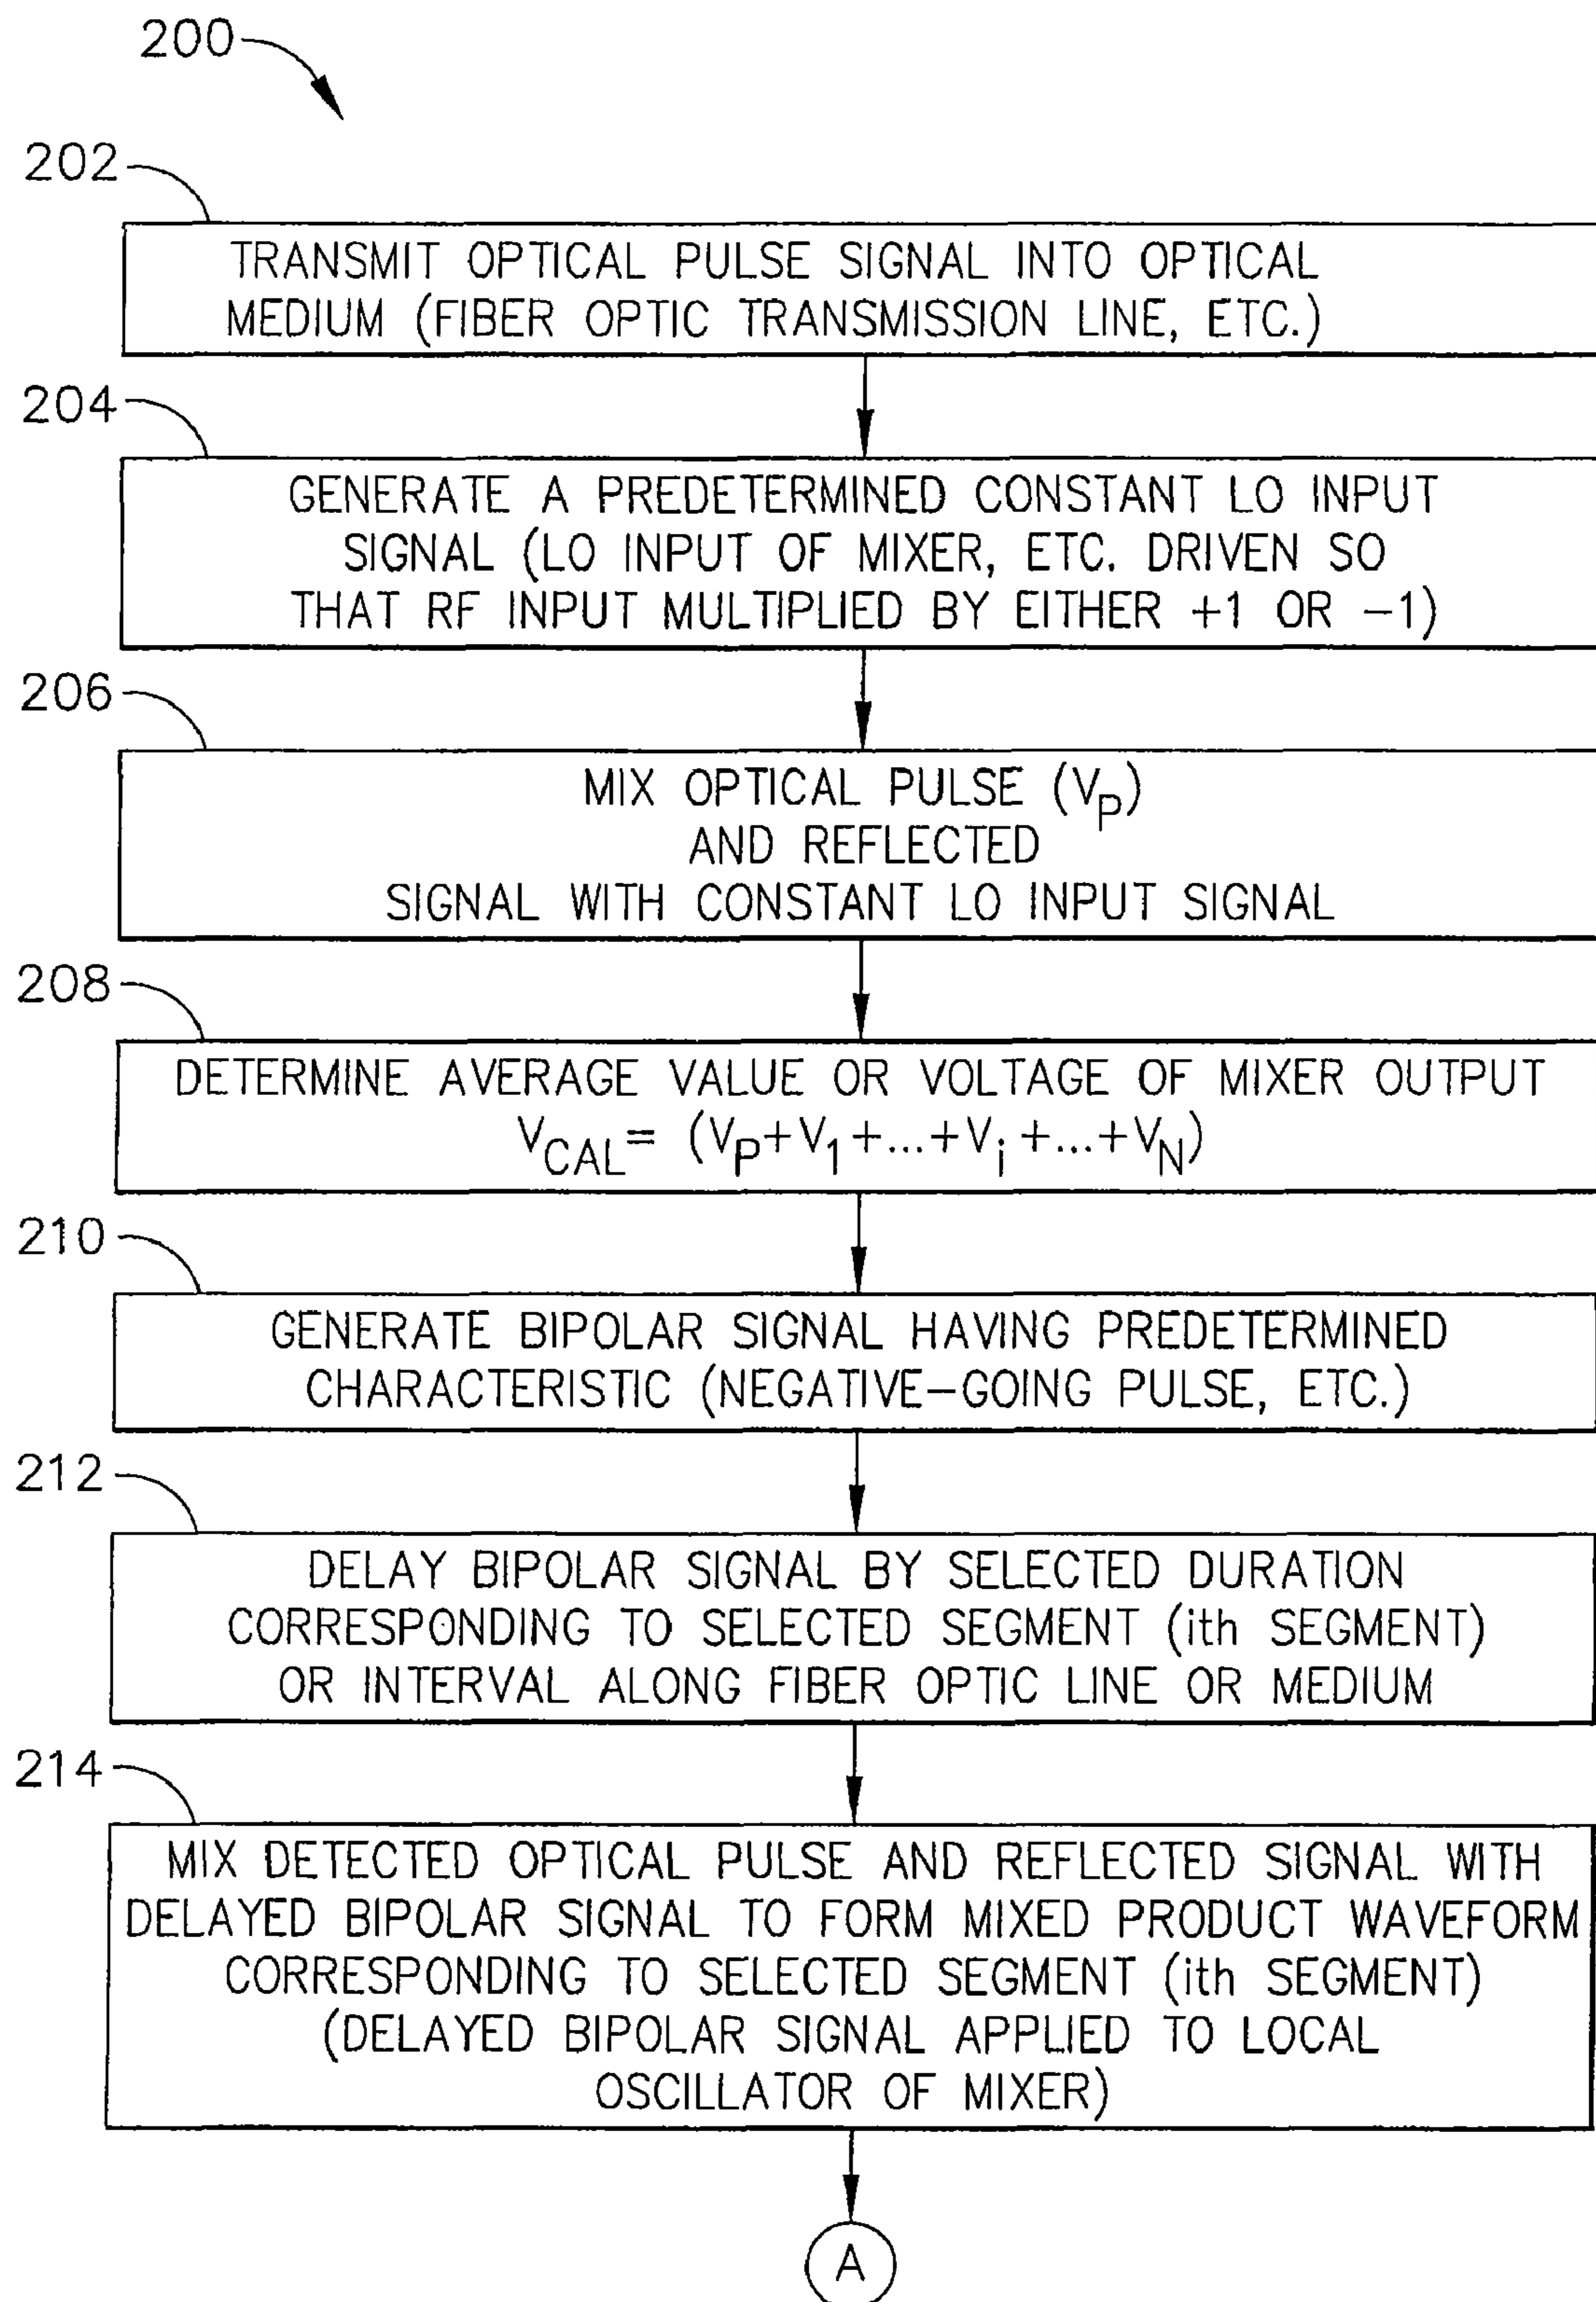 200
202
TRANSMIT OPTICAL PULSE SIGNAL INTO OPTICAL
MEDIUM (FIBER OPTIC TRANSMISSION LINE, ETC.)
204
GENERATE A PREDETERMINED CONSTANT LO INPUT
SIGNAL (LO INPUT OF MIXER, ETC. DRIVEN SO
THAT RF INPUT MULTIPLIED BY EITHER +1 OR -1)
206
MIX OPTICAL PULSE (VP)
AND REFLECTED
SIGNAL WITH CONSTANT LO INPUT SIGNAL
208
DETERMINE AVERAGE VALUE OR VOLTAGE OF MIXER OUTPUT
VCAL= (VP+V1+...+Vi+...+VN)
210
GENERATE BIPOLAR SIGNAL HAVING PREDETERMINED
CHARACTERISTIC (NEGATIVE-GOING PULSE, ETC.)
212
DELAY BIPOLAR SIGNAL BY SELECTED DURATION
CORRESPONDING TO SELECTED SEGMENT (ith SEGMENT)
OR INTERVAL ALONG FIBER OPTIC LINE OR MEDIUM
214
MIX DETECTED OPTICAL PULSE AND REFLECTED SIGNAL WITH
DELAYED BIPOLAR SIGNAL TO FORM MIXED PRODUCT WAVEFORM
CORRESPONDING TO SELECTED SEGMENT (ith SEGMENT)
(DELAYED BIPOLAR SIGNAL APPLIED TO LOCAL
OSCILLATOR OF MIXER)
A